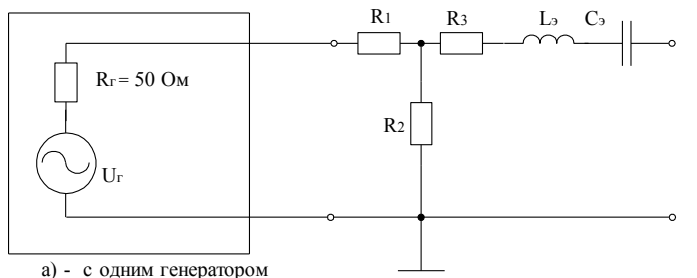 R₁
R₃
Lэ
Cэ
Rг = 50 Ом
R₂
Uг
а) - с одним генератором